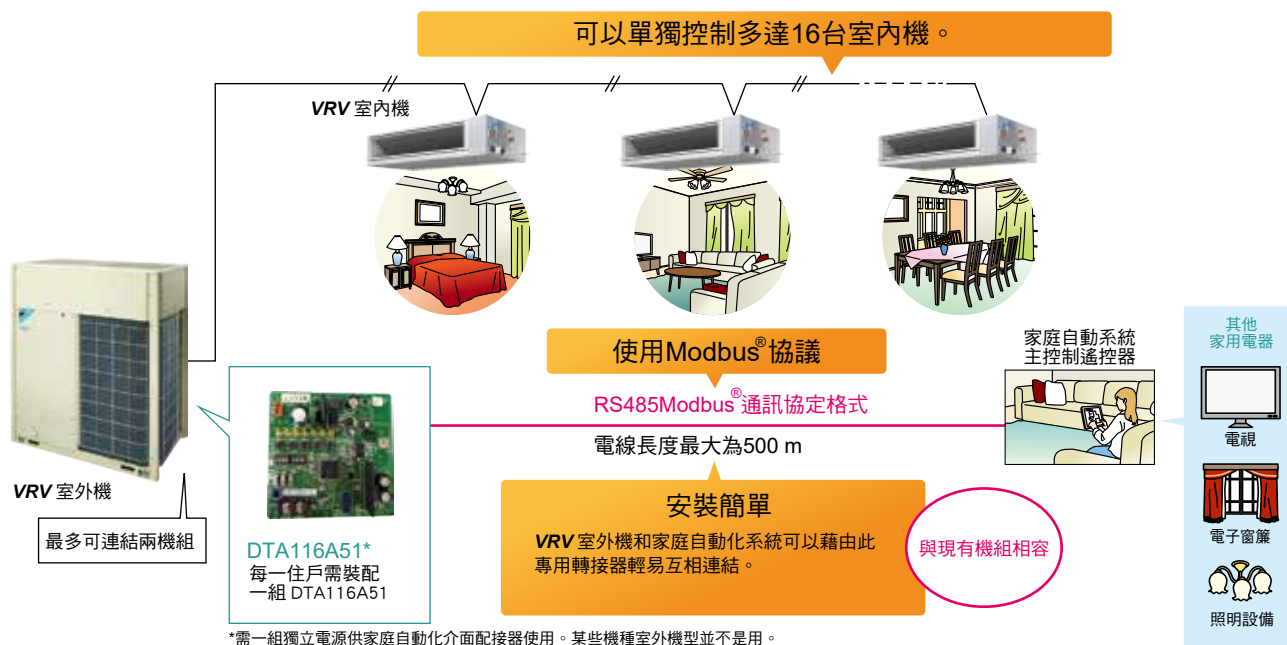 可以單獨控制多達16台室內機。
VRV 室內機
使用Modbus®協議
RS485Modbus®通訊協定格式
電線長度最大為500 m
家庭自動系統
主控制遙控器
其他
家用電器
電視
電子窗簾
照明設備
VRV 室外機
最多可連結兩機組
DTA116A51*
每一住戶需裝配
一組 DTA116A51
安裝簡單
VRV 室外機和家庭自動化系統可以藉由此
專用轉接器輕易互相連結。
與現有機組相容
*需一組獨立電源供家庭自動化介面配接器使用。某些機種室外機型並不是用。